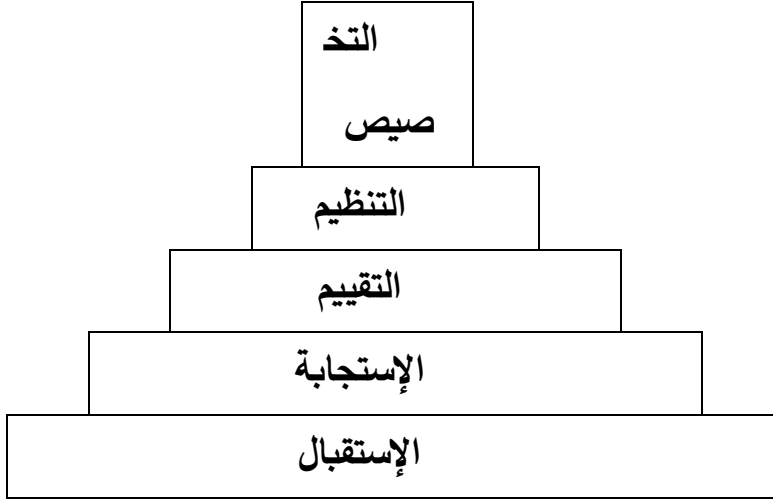 التخ
صيص
التنظيم
التقييم
الإستجابة
الإستقبال